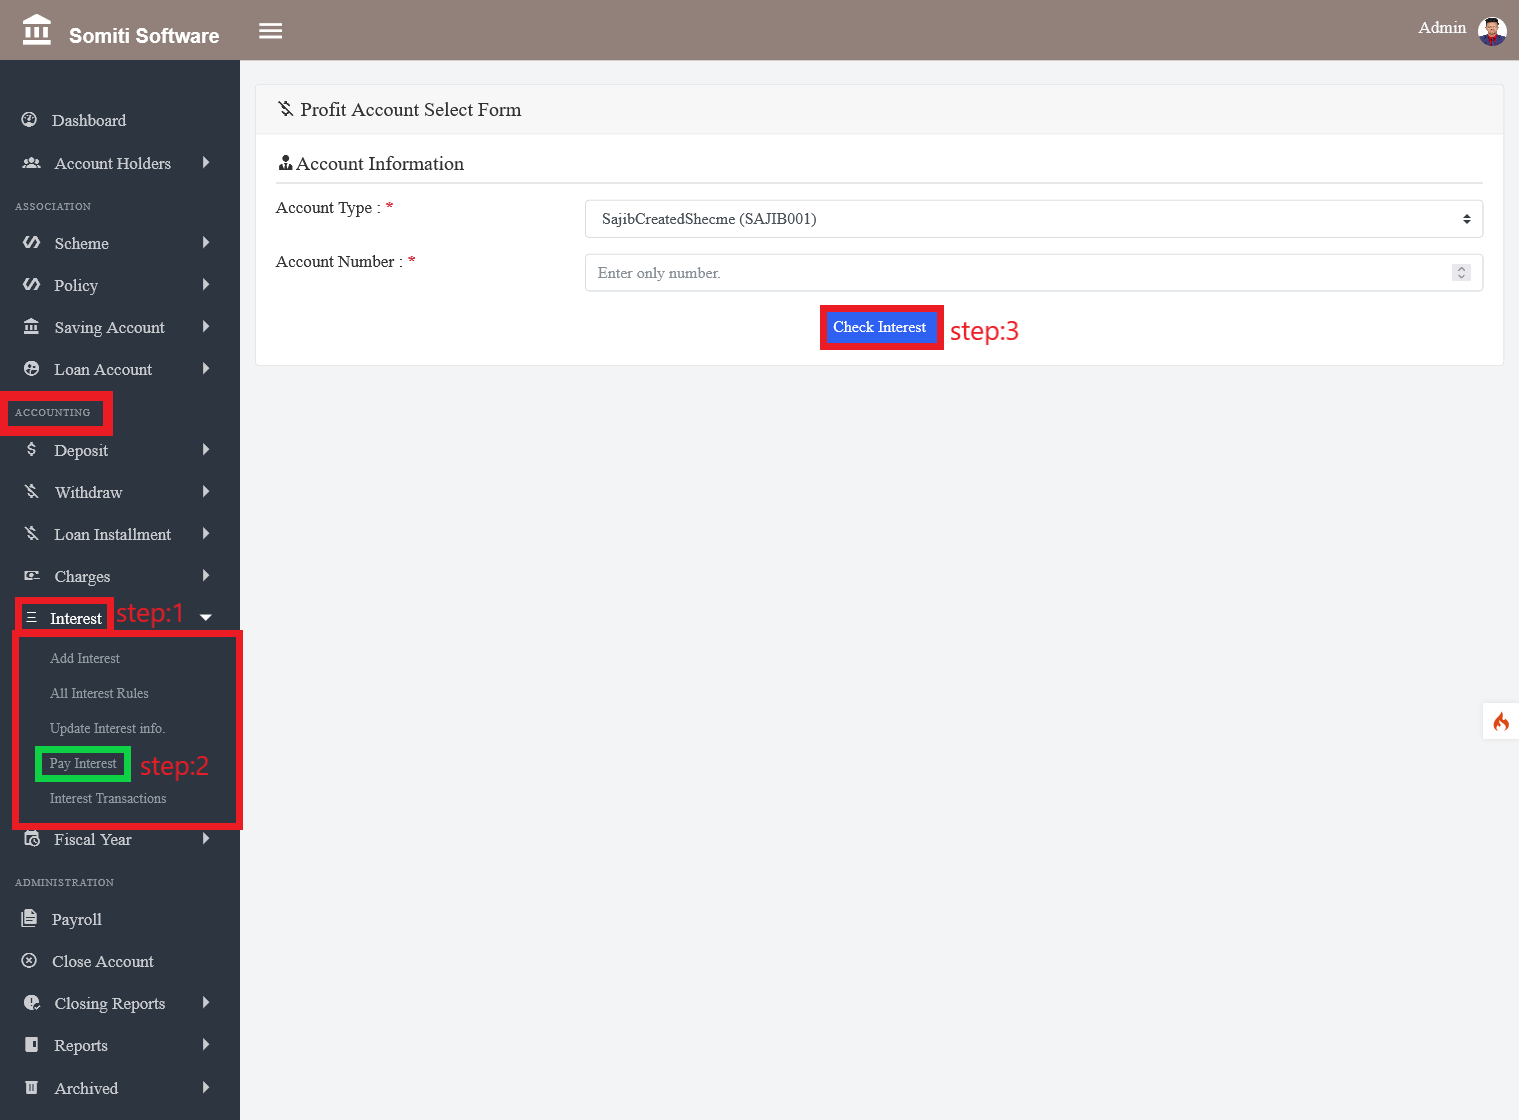 Somiti Software
Admin
Dashboard
Account Holders
ASSOCIATION
Scheme
Policy
Saving Account
Loan Account
ACCOUNTING
Deposit
Withdraw
Loan Installment
Charges
Interest step:1
Add Interest
All Interest Rules
Update Interest info.
Pay Interest step:2
Interest Transactions
Fiscal Year
ADMINISTRATION
Payroll
Close Account
Closing Reports
Reports
Archived
Profit Account Select Form
Account Information
Account Type : *
SajibCreatedShecme (SAJIB001)
Account Number : *
Enter only number.
Check Interest step:3